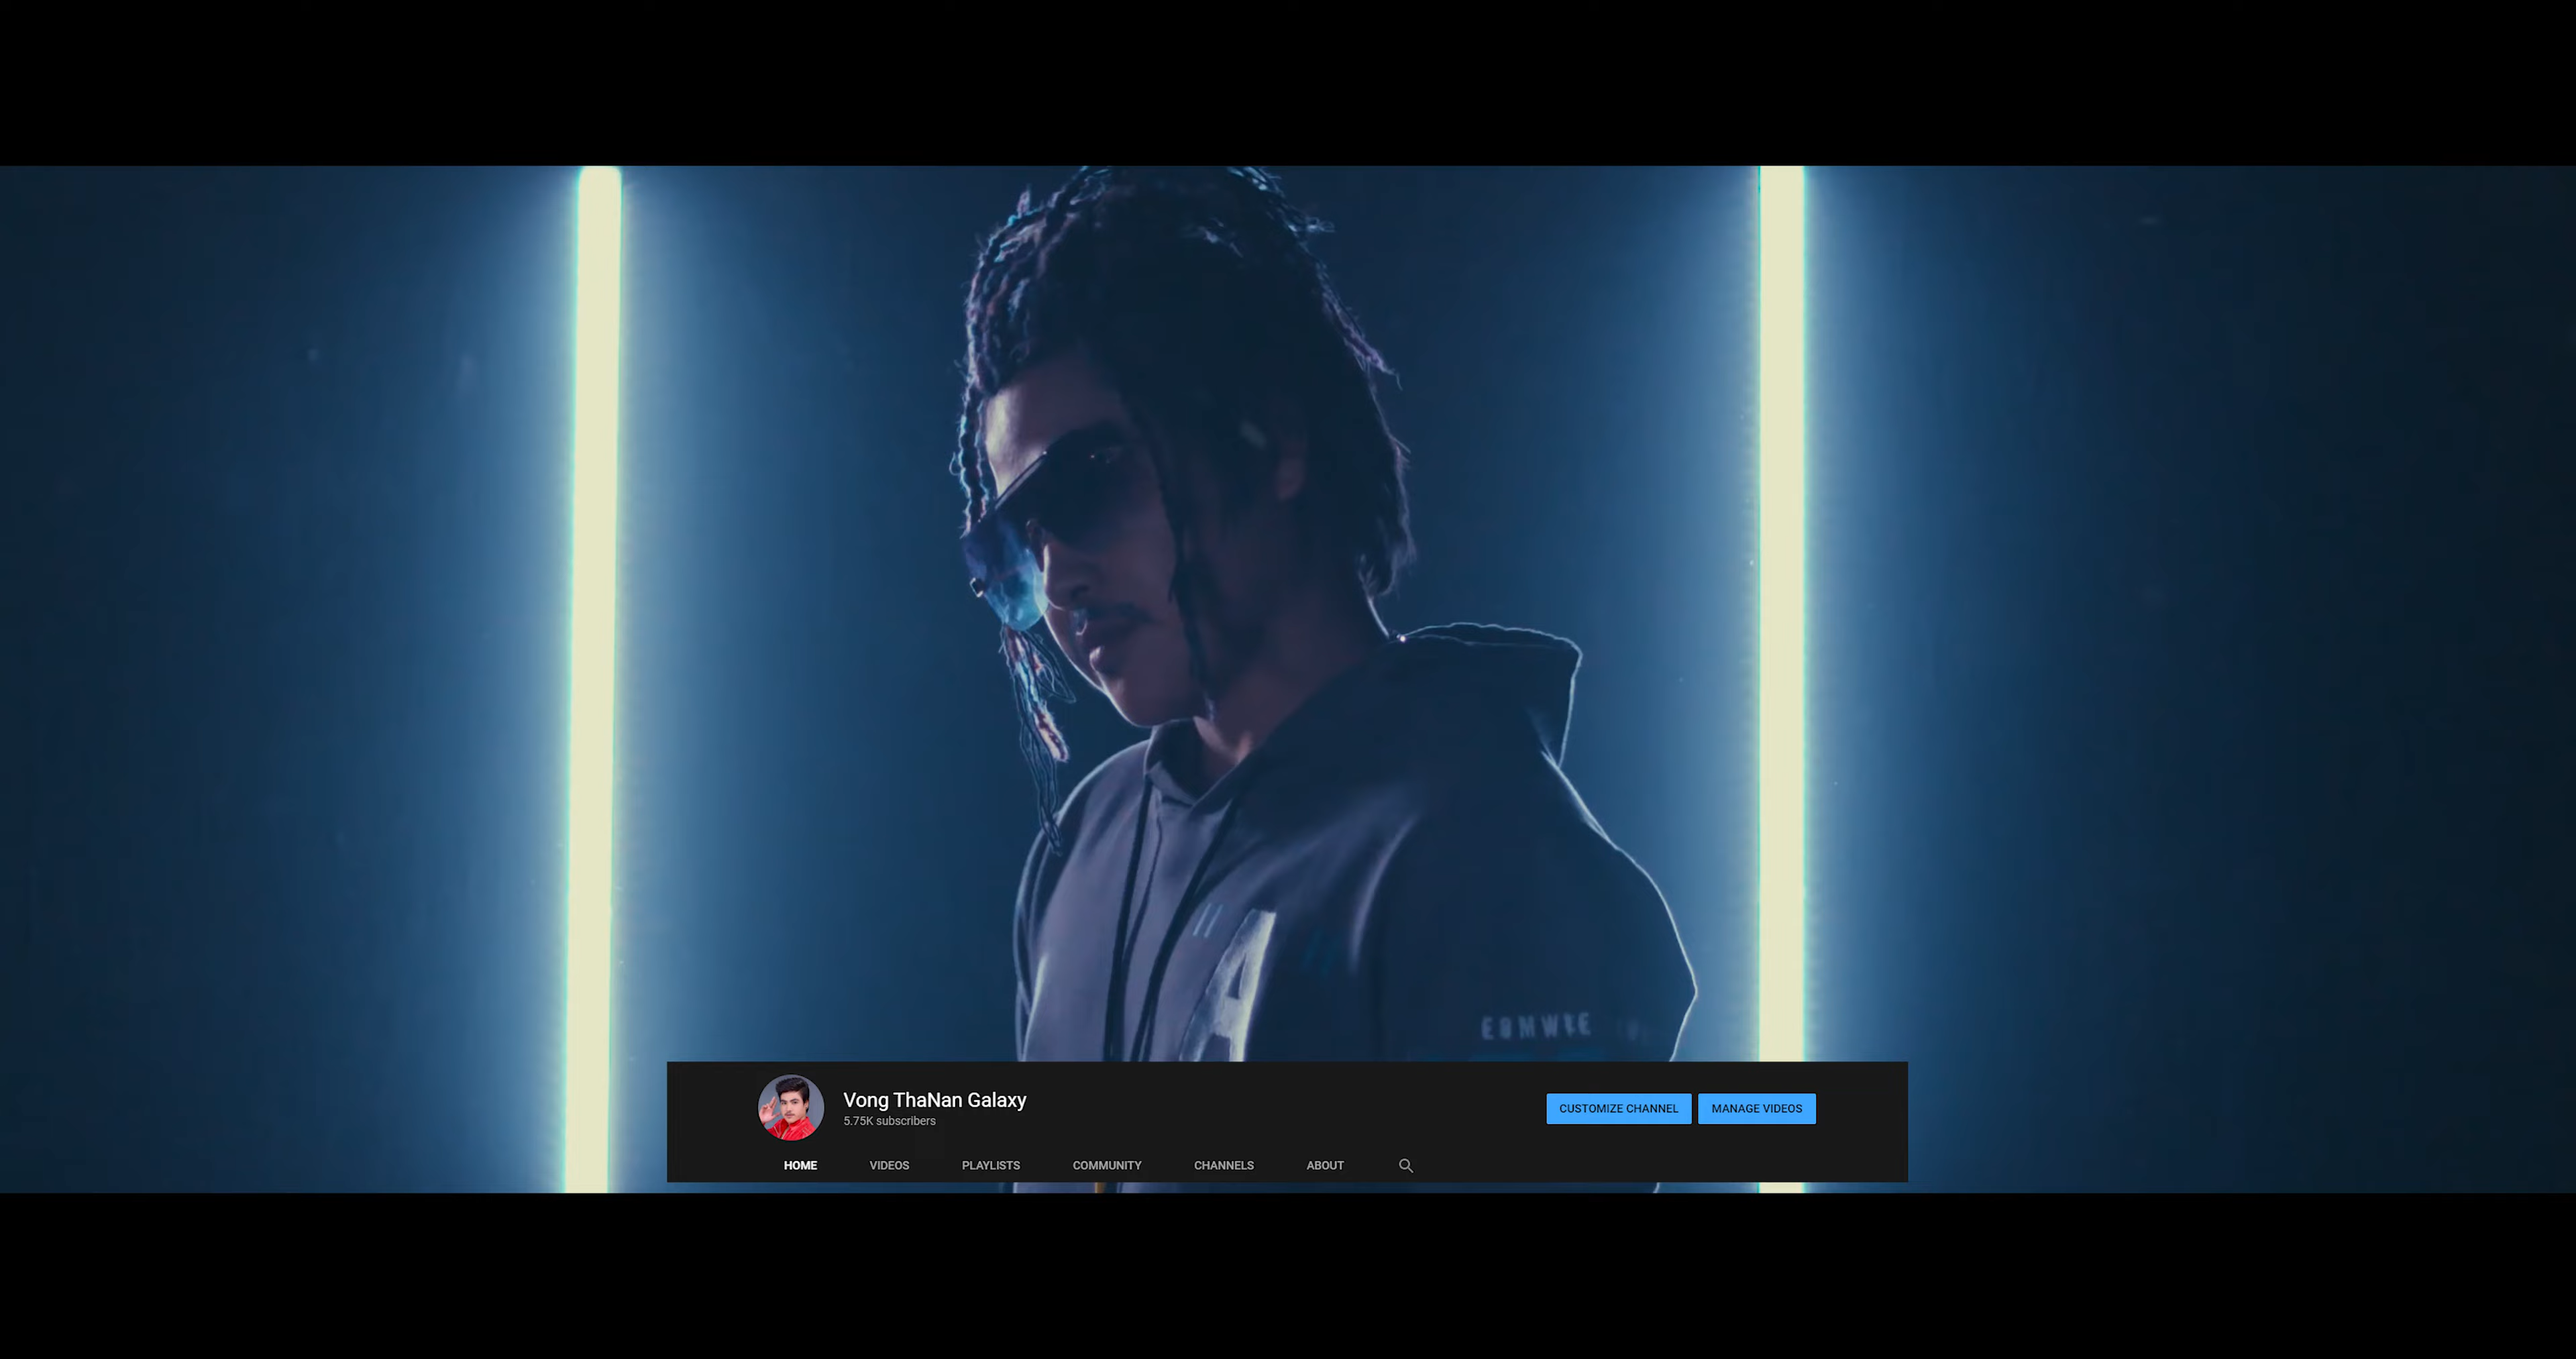 Vong ThaNan Galaxy
5.75K subscribers
CUSTOMIZE CHANNEL
MANAGE VIDEOS
HOME
VIDEOS
PLAYLISTS
COMMUNITY
CHANNELS
ABOUT